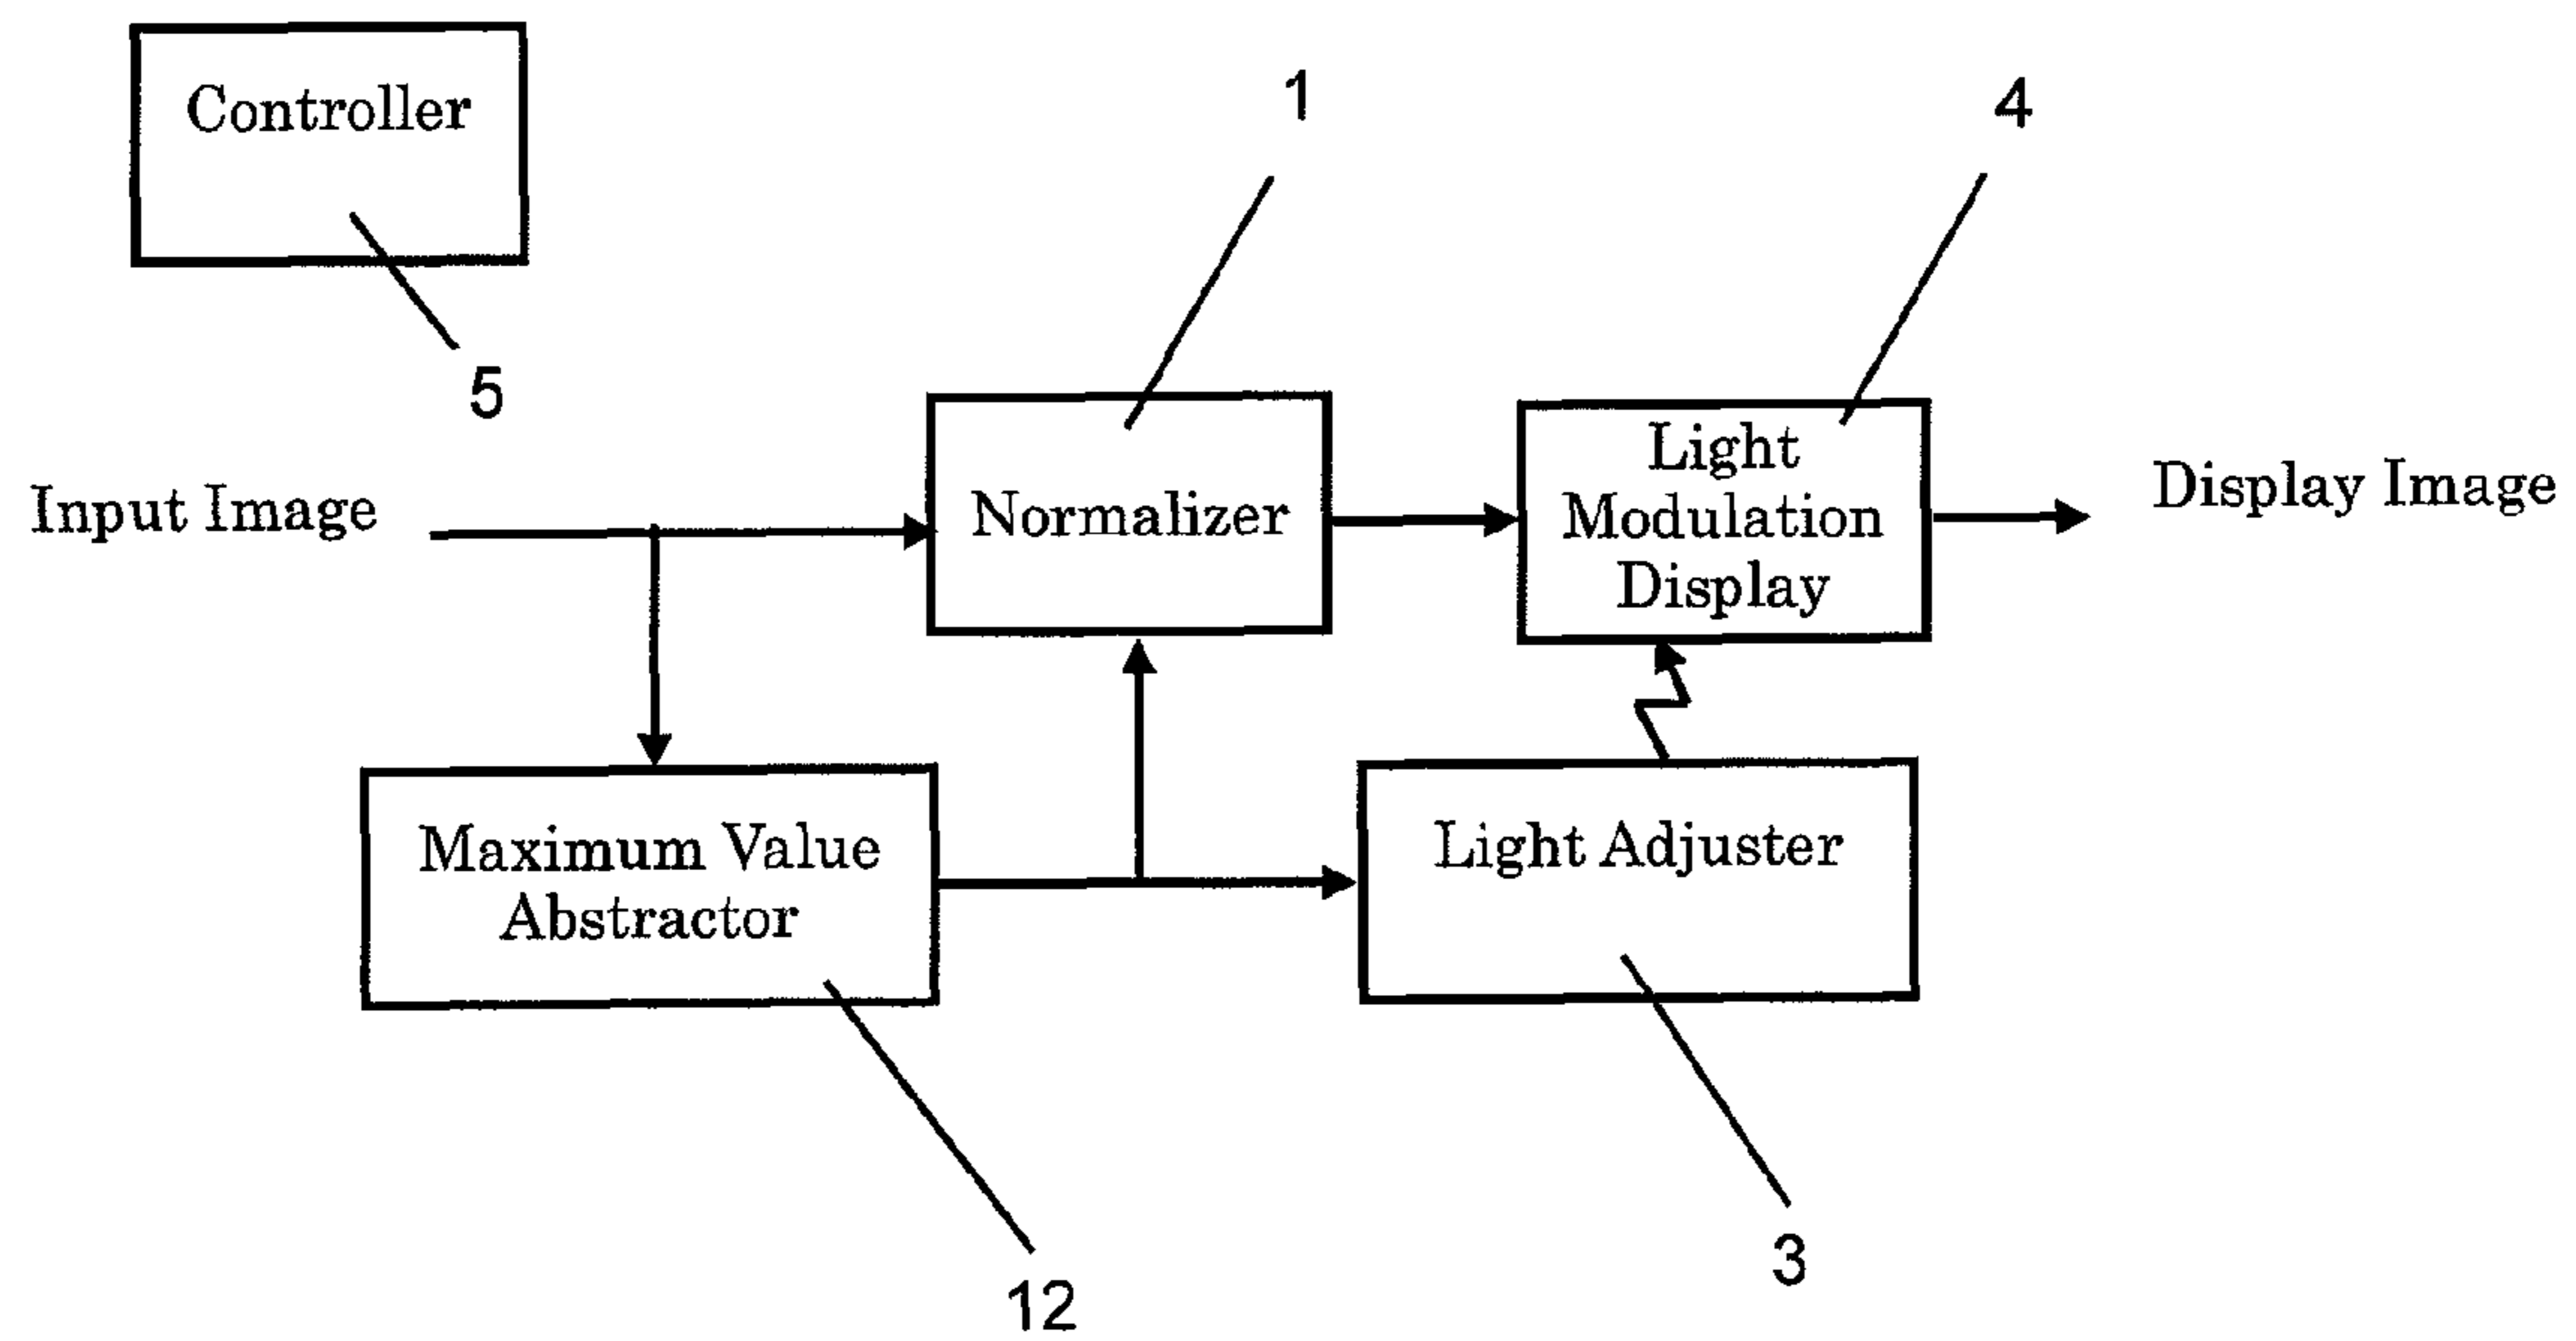 Controller
1
4
5
Input Image
Normalizer
Light
Modulation
Display
Display Image
Maximum Value
Abstractor
Light Adjuster
12
3